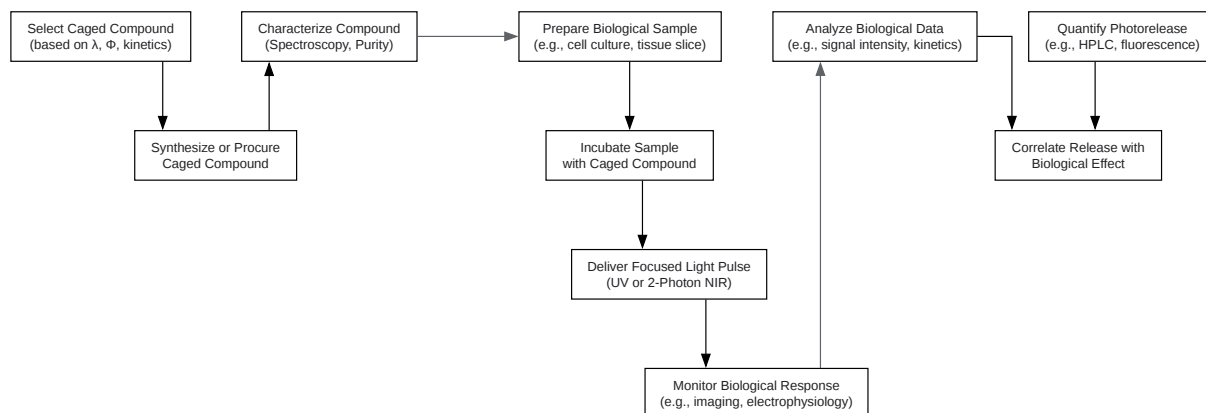 Select Caged Compound
(based on λ, Φ, kinetics)
Characterize Compound
(Spectroscopy, Purity)
Prepare Biological Sample
(e.g., cell culture, tissue slice)
Analyze Biological Data
(e.g., signal intensity, kinetics)
Quantify Photorelease
(e.g., HPLC, fluorescence)
Synthesize or Procure
Caged Compound
Incubate Sample
with Caged Compound
Correlate Release with
Biological Effect
Deliver Focused Light Pulse
(UV or 2-Photon NIR)
Monitor Biological Response
(e.g., imaging, electrophysiology)